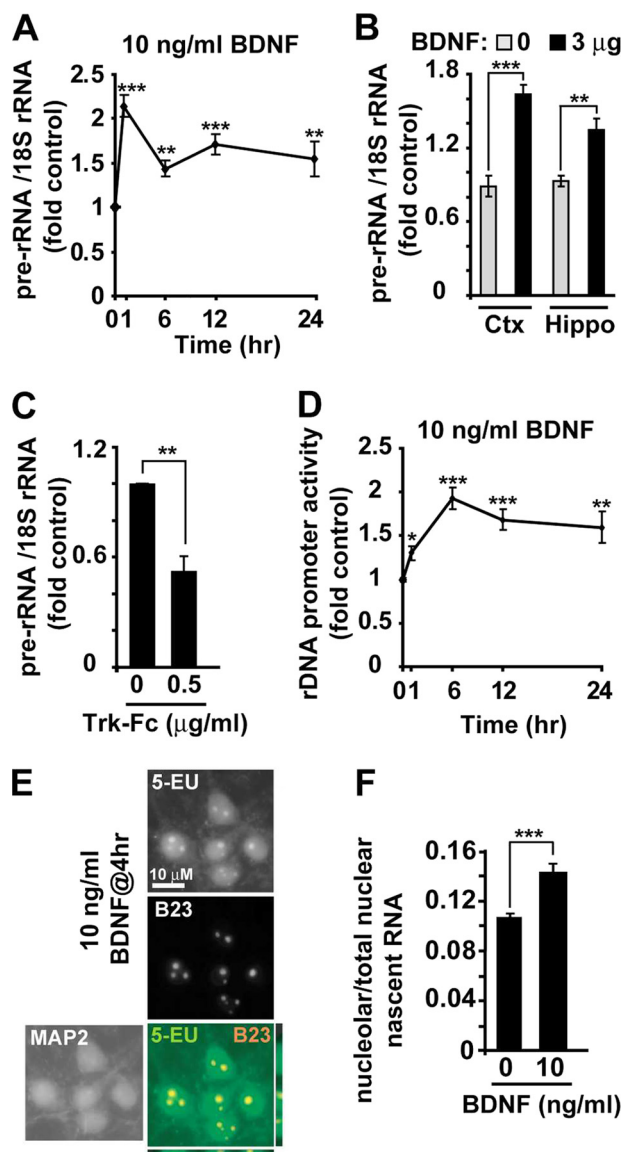 A
10 ng/ml BDNF
pre-rRNA /18S rRNA
(fold control)
2.5
2
1.5
1
0.5
0
***
**
***
**
0 1 6 12 24
Time (hr)
B
BDNF: 0 3 μg
pre-rRNA /18S rRNA
(fold control)
1.8
1.2
0.6
0
***
**
Ctx Hippo
C
pre-rRNA /18S rRNA
(fold control)
1.2
0.6
0
**
0 0.5
Trk-Fc (μg/ml)
D
10 ng/ml BDNF
rDNA promoter activity
(fold control)
2.5
2
1.5
1
0.5
0
*
***
***
**
0 1 6 12 24
Time (hr)
E
10 ng/ml
BDNF@4hr
5-EU
10 μM
B23
MAP2
5-EU B23
F
nucleolar/total nuclear
nascent RNA
0.16
0.12
0.08
0.04
0
***
0 10
BDNF (ng/ml)